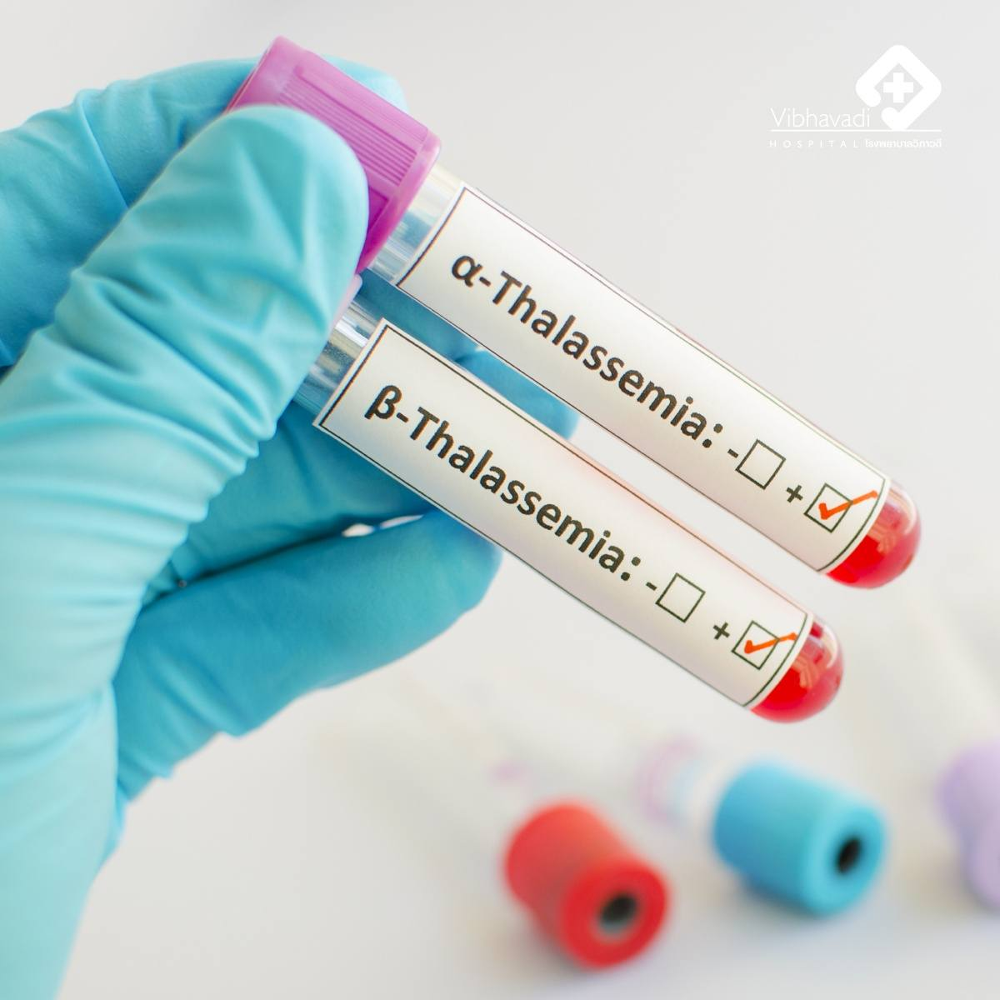 Vibhavadi
HOSPITAL โรงพยาบาลวิภาวดี
α-Thalassemia: - +
β-Thalassemia: - +